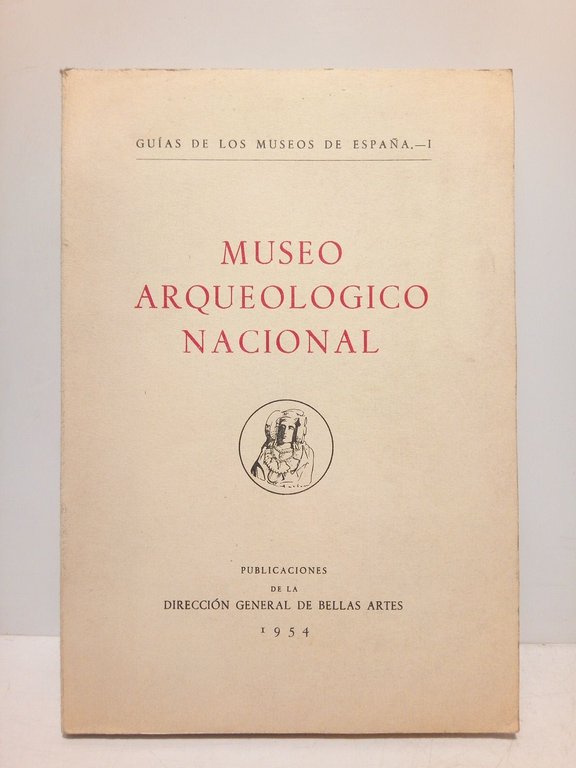 GUÍAS DE LOS MUSEOS DE ESPAÑA.—I
MUSEO
ARQUEOLOGICO
NACIONAL
PUBLICACIONES
DE LA
DIRECCIÓN GENERAL DE BELLAS ARTES
1954